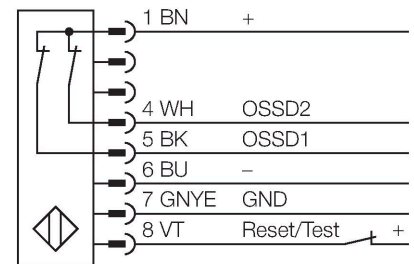 1 BN +
4 WH OSSD2
5 BK OSSD1
6 BU –
7 GNYE GND
8 VT Reset/Test +